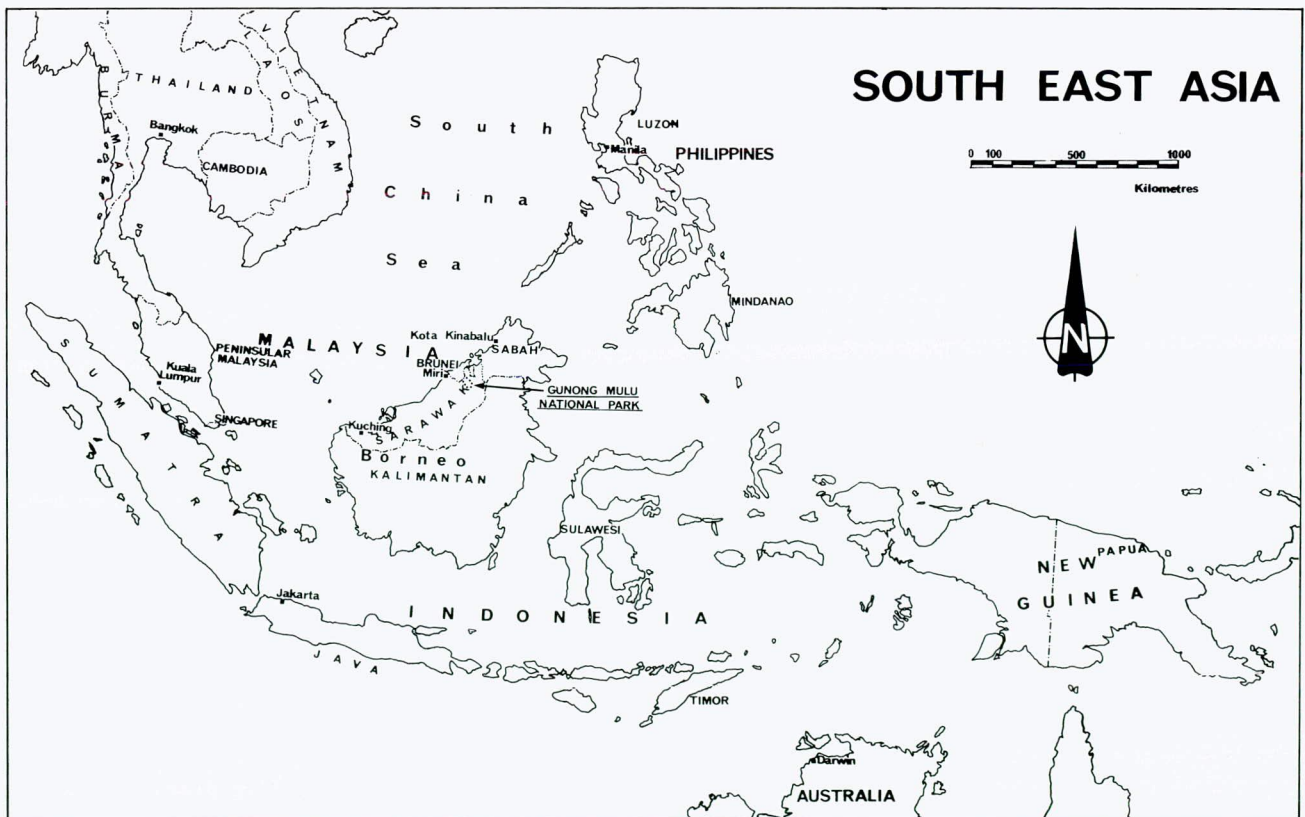 SOUTH EAST ASIA
0 100 500 1000
Kilometres
N
VIETNAM
LAOS
BURMA
THAILAND
Bangkok
CAMBODIA
South
China
Sea
LUZON
Manila
PHILIPPINES
MINDANAO
MALAYSIA
Kota Kinabalu
SABAH
PENINSULAR
MALAYSIA
BRUNEI
Miri
Kuala
Lumpur
GUNONG MULU
NATIONAL PARK
SARAWAK
SINGAPORE
Kuching
Borneo
KALIMANTAN
SUMATRA
SULAWESI
PAPUA
NEW
GUINEA
Jakarta
INDONESIA
JAVA
TIMOR
Darwin
AUSTRALIA